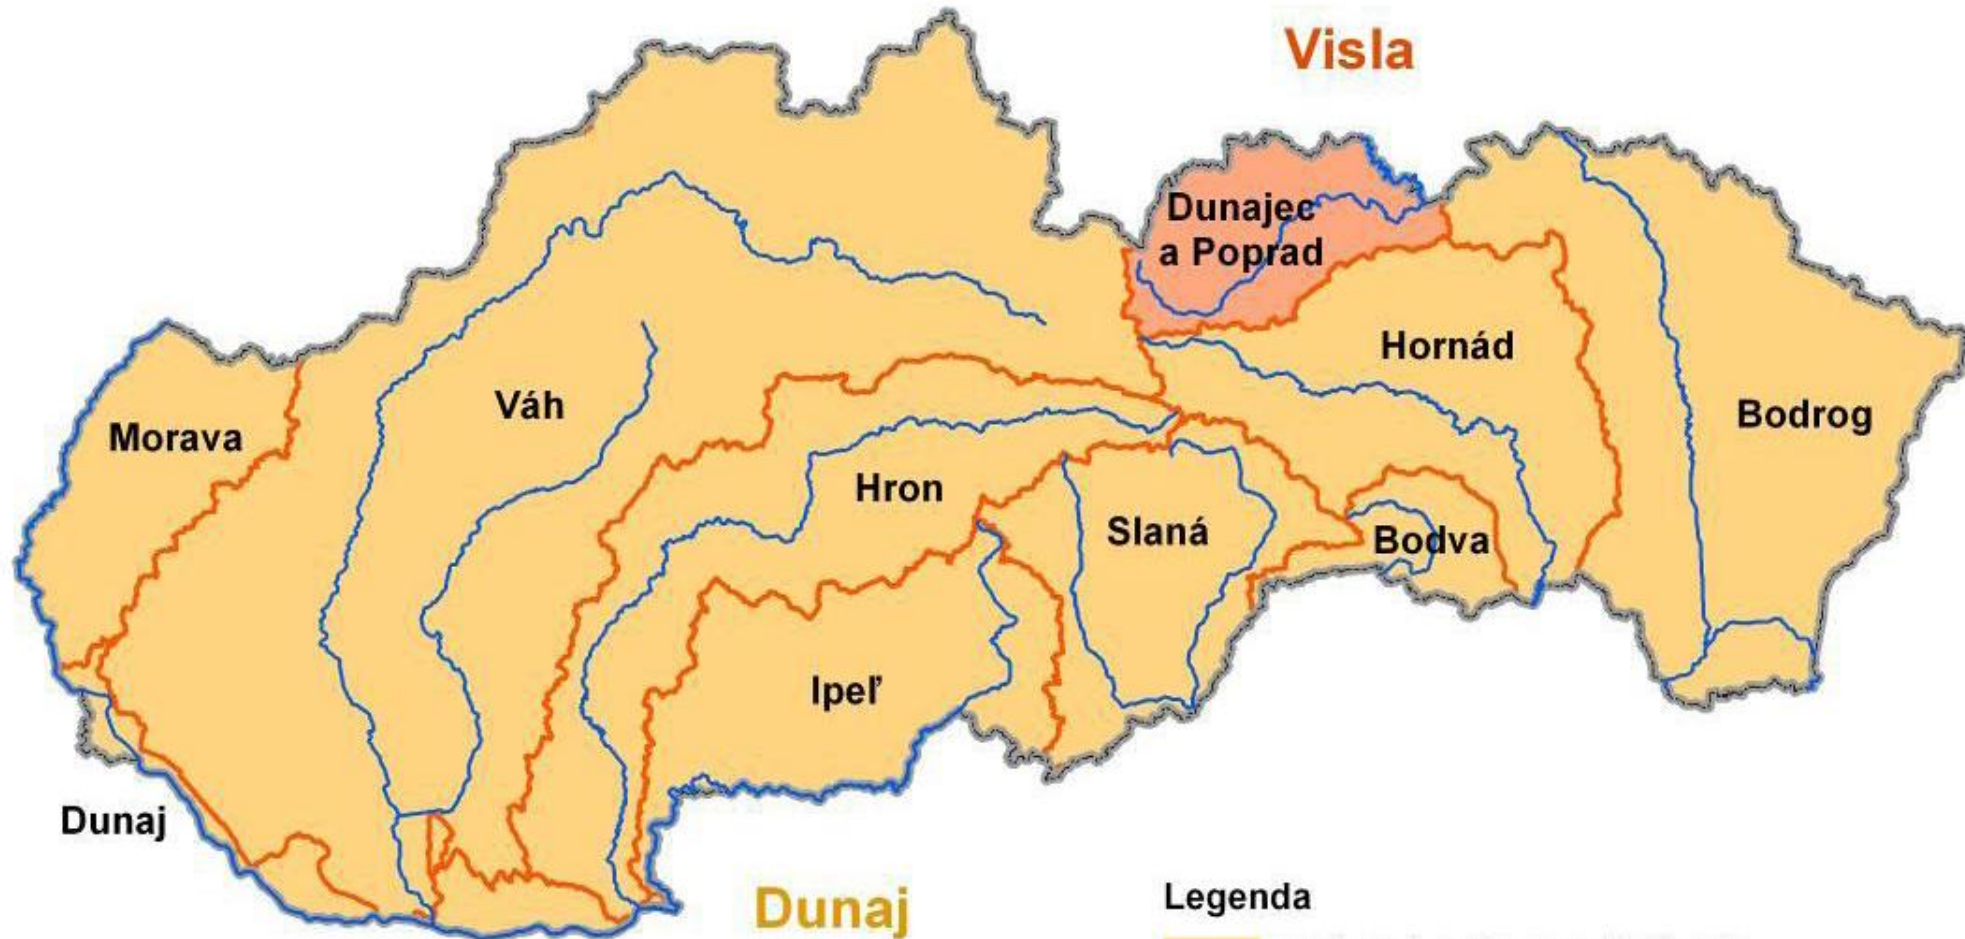 Visla
Dunajec
a Poprad
Hornád
Bodrog
Váh
Morava
Hron
Slaná
Bodva
Ipeľ
Dunaj
Dunaj
Legenda